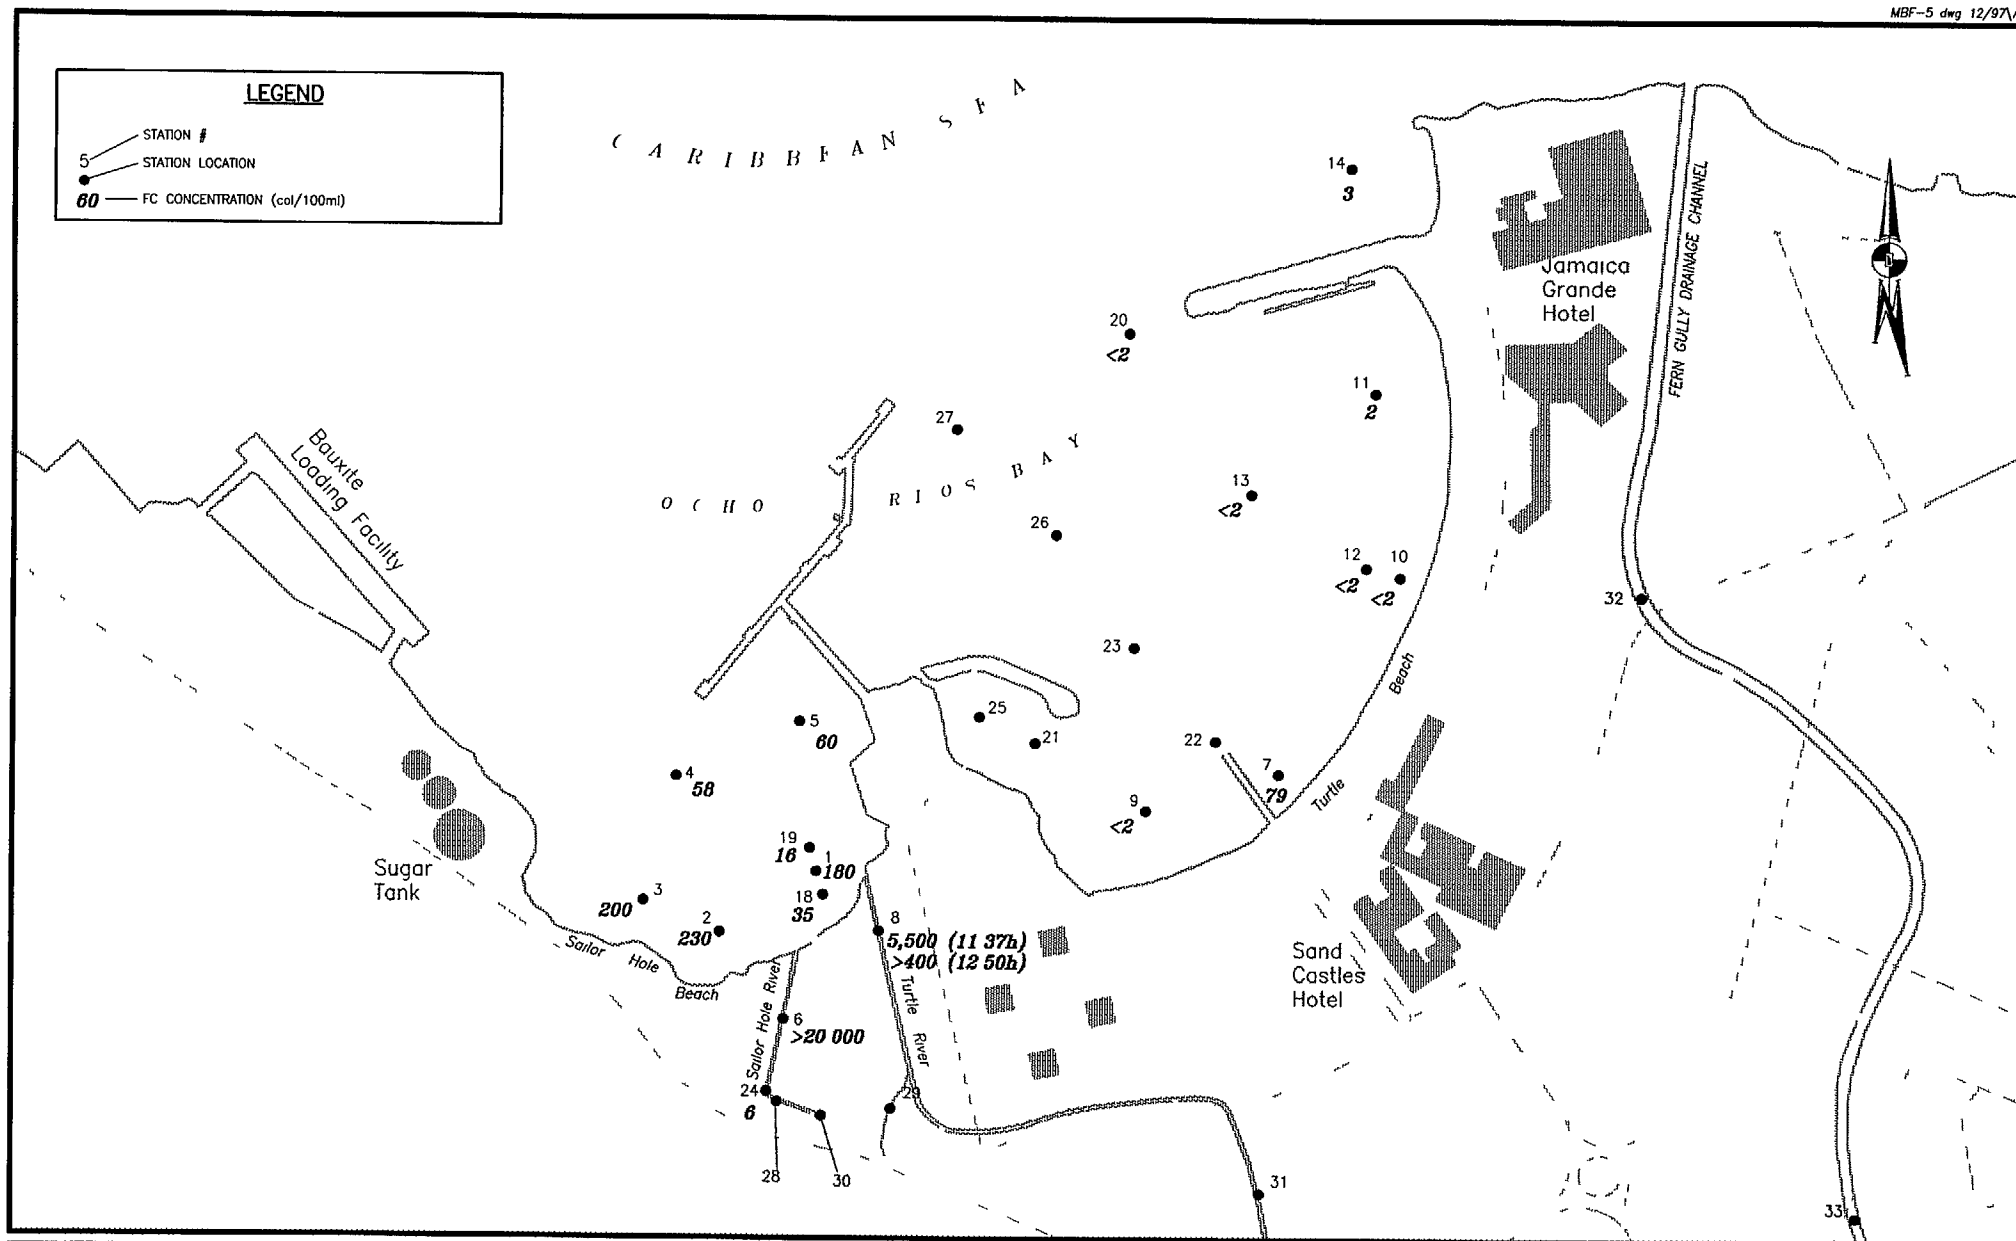 MBF-5 dwg 12/97\
LEGEND
STATION #
5
STATION LOCATION
60
FC CONCENTRATION (col/100ml)
CARIBBEAN SEA
14
3
FERN GULLY DRAINAGE CHANNEL
Jamaica
Grande
Hotel
20
<2
11
2
27
Bauxite
Loading Facility
OCHO RIOS BAY
13
<2
26
12
<2
10
<2
32
23
Turtle Beach
25
5
60
21
22
7
79
4
58
9
<2
19
16
1
180
Sugar
Tank
3
200
18
35
2
230
8
5,500 (11 37h)
>400 (12 50h)
Sailor Hole Beach
Sand
Castles
Hotel
Sailor Hole River
Turtle River
6
>20 000
24
6
29
28
30
31
33